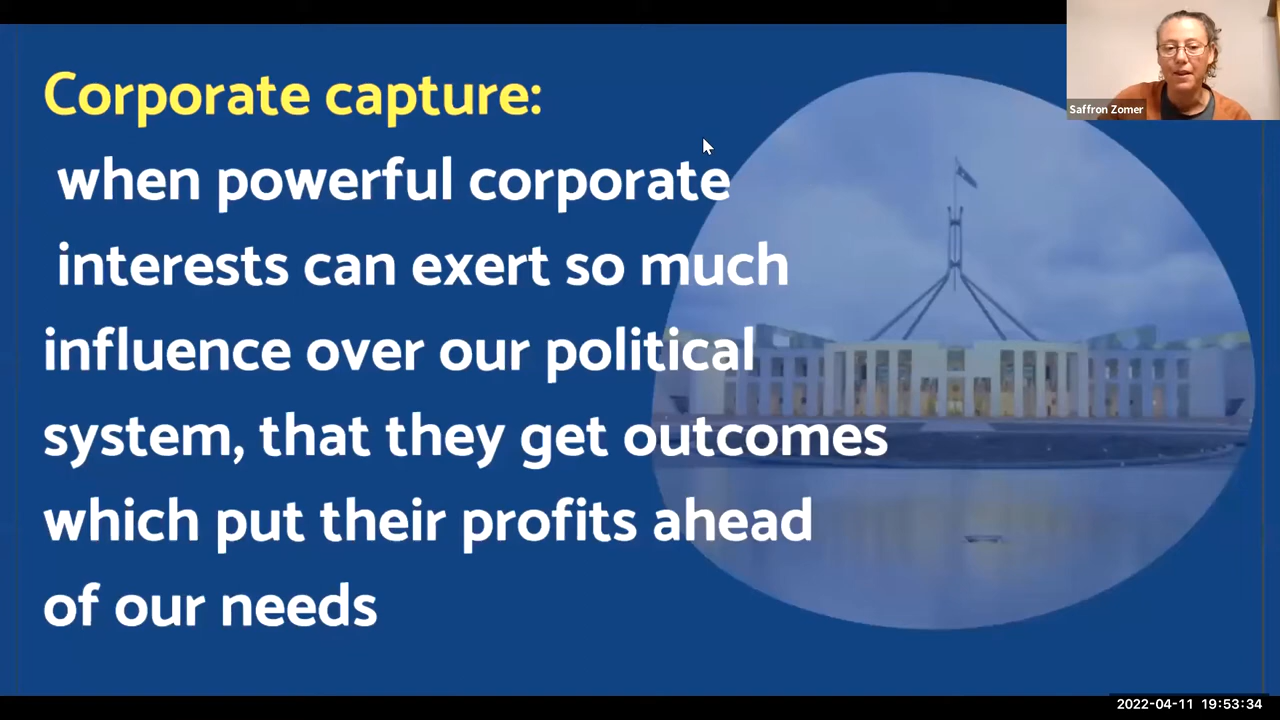 Corporate capture:
when powerful corporate
interests can exert so much
influence over our political
system, that they get outcomes
which put their profits ahead
of our needs
Saffron Zomer
2022-04-11 19:53:34